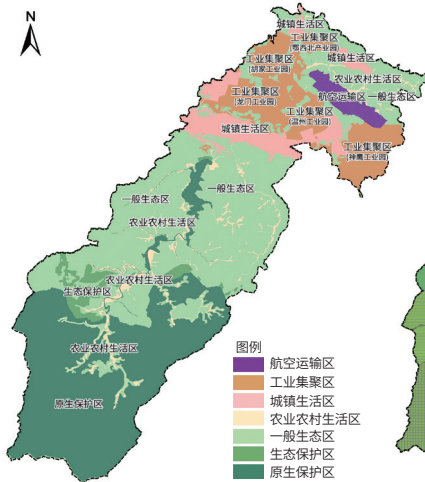 N
城镇生活区
工业集聚区
(鄂西北产业园)
城镇生活区
工业集聚区
(胡家工业园)
农业农村生活区
工业集聚区
(龙门工业园)
航空运输区
一般生态区
工业集聚区
(温州工业园)
城镇生活区
工业集聚区
(神鹰工业园)
一般生态区
一般生态区
农业农村生活区
农业农村生活区
生态保护区
农业农村生活区
原生保护区
图例
航空运输区
工业集聚区
城镇生活区
农业农村生活区
一般生态区
生态保护区
原生保护区